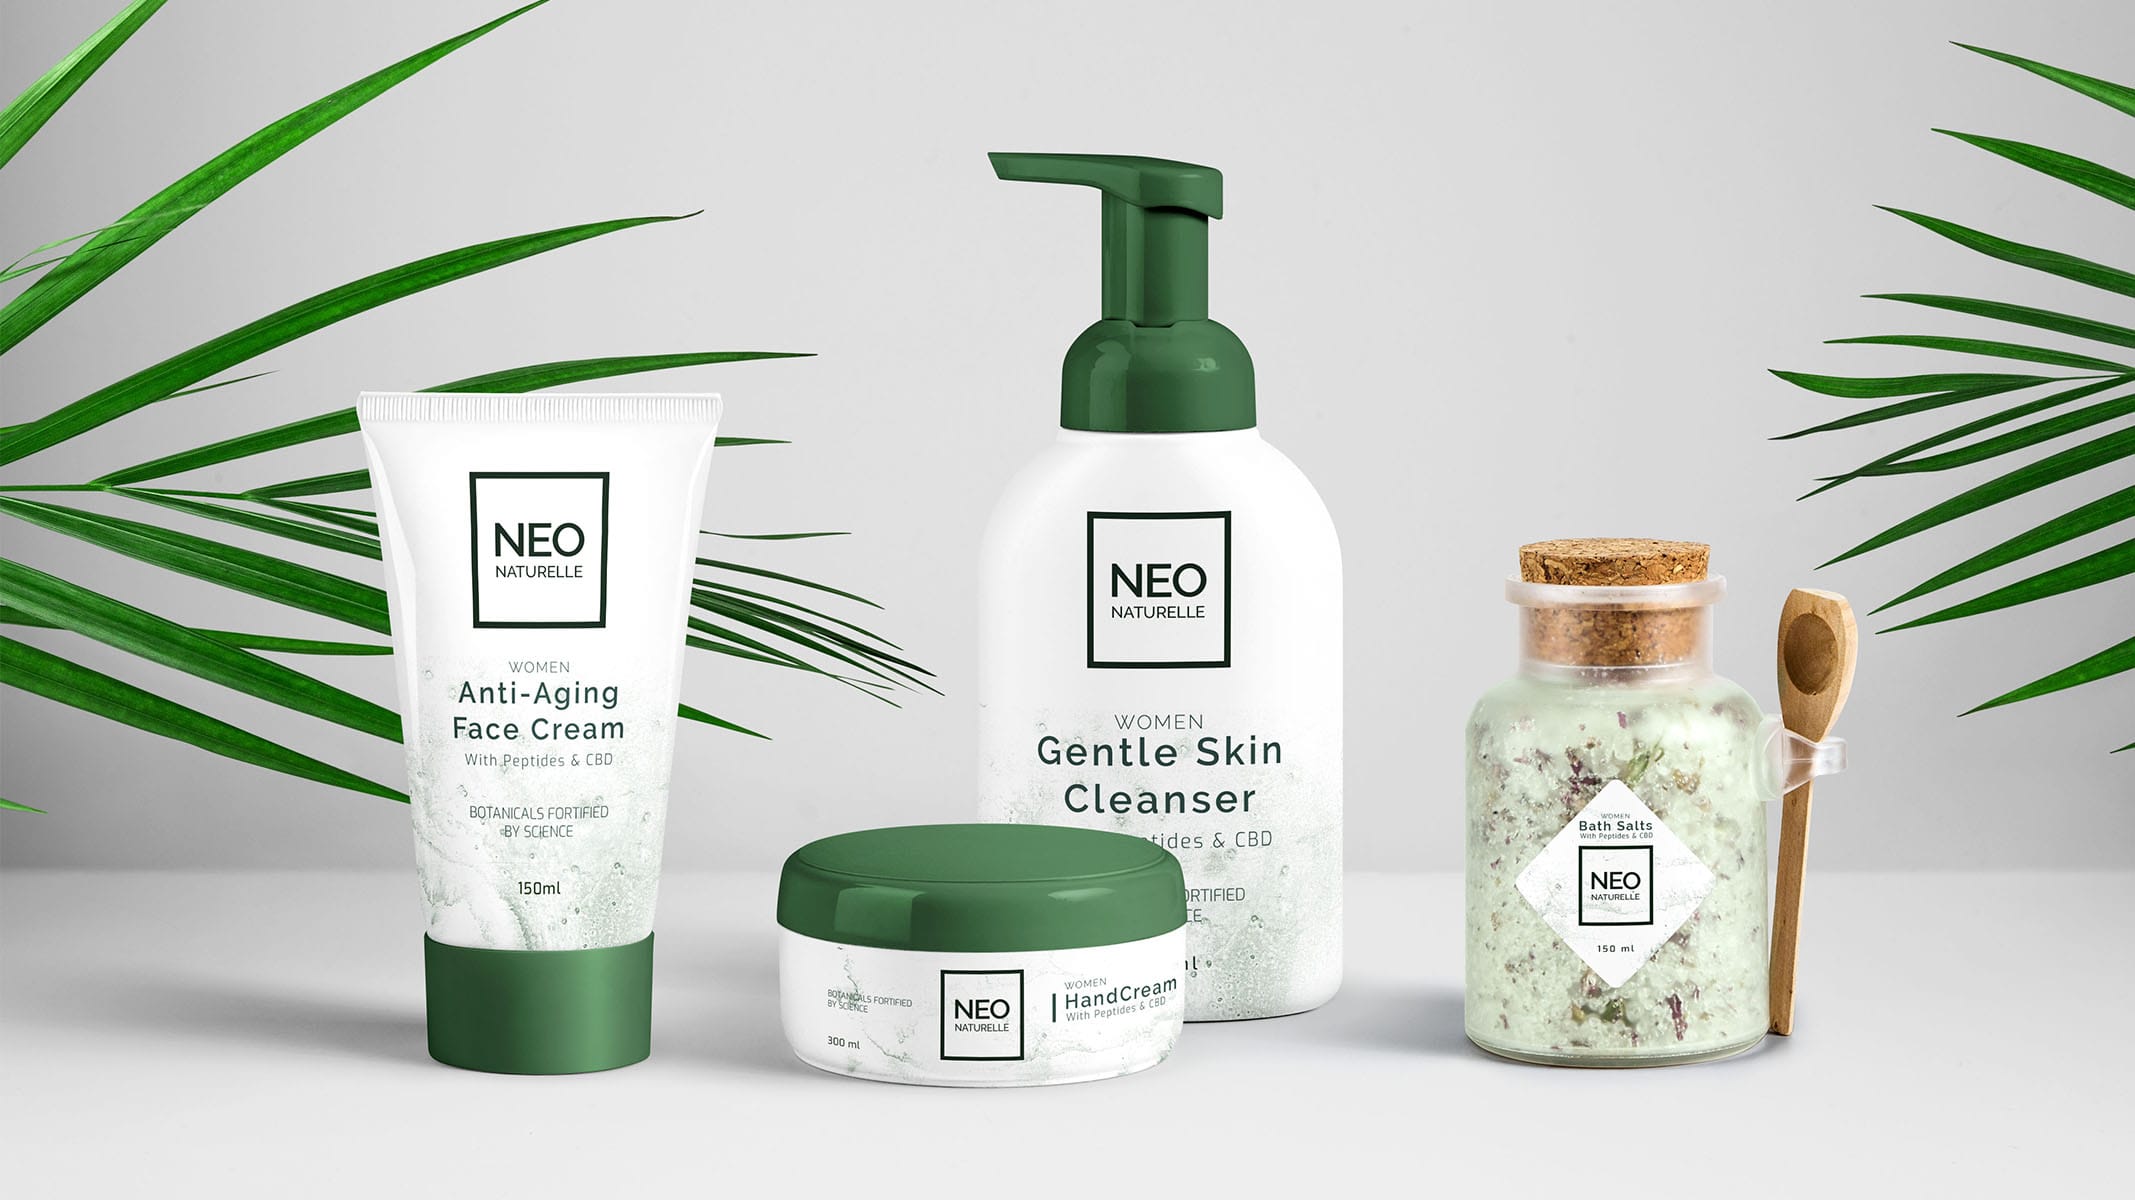 NEO
NATURELLE
WOMEN
Anti-Aging
Face Cream
With Peptides & CBD
BOTANICALS FORTIFIED
BY SCIENCE
150ml
NEO
NATURELLE
WOMEN
Gentle Skin
Cleanser
& CBD
BOTANICALS FORTIFIED
BY SCIENCE
300 ml
NEO
NATURELLE
WOMEN
HandCream
With Peptides & CBD
WOMEN
Bath Salts
With Peptides & CBD
NEO
NATURELLE
150 ml